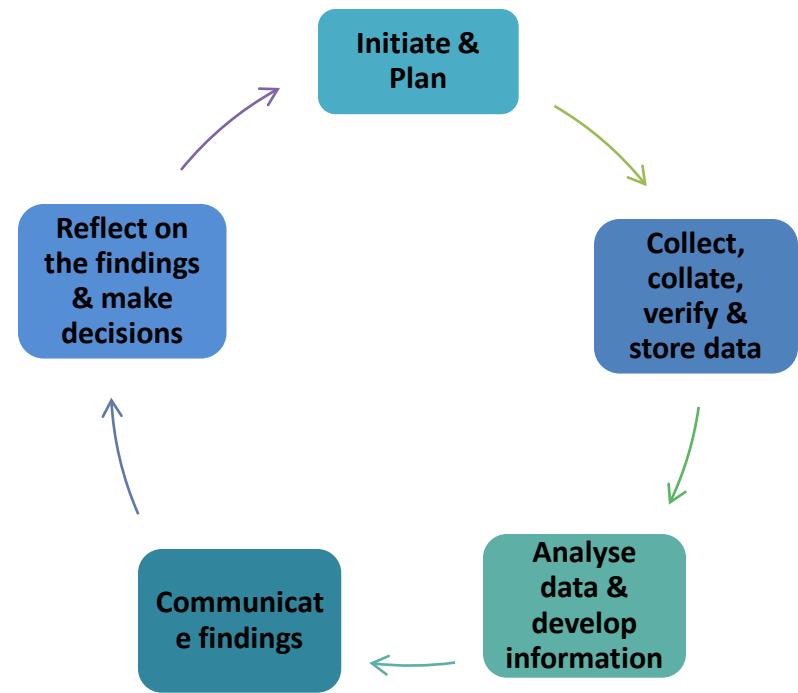 Initiate &
Plan
Collect,
collate,
verify &
store data
Analyse
data &
develop
information
Communicat
e findings
Reflect on
the findings
& make
decisions